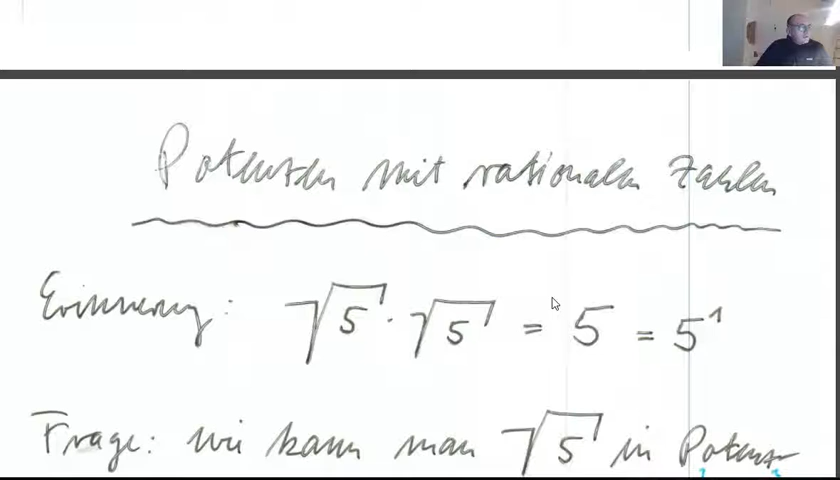 Potenzen mit rationalen Zahlen
Erinnerung: √5 · √5 = 5 = 5¹
Frage: wie kann man √5 in Potenz